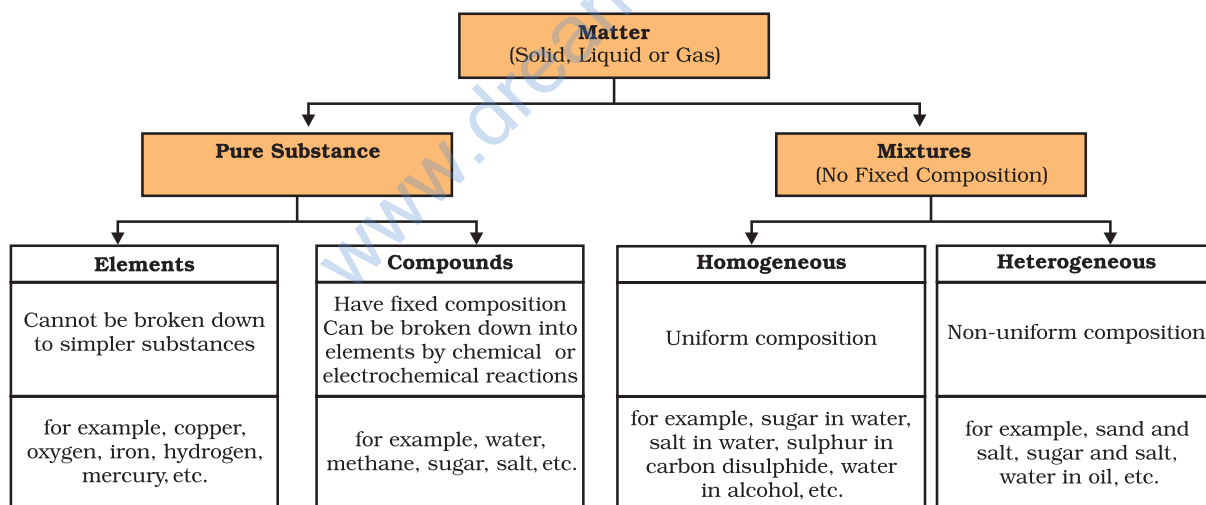 Matter
(Solid, Liquid or Gas)
Pure Substance
Mixtures
(No Fixed Composition)
Elements
Cannot be broken down
to simpler substances
for example, copper,
oxygen, iron, hydrogen,
mercury, etc.
Compounds
Have fixed composition
Can be broken down into
elements by chemical or
electrochemical reactions
for example, water,
methane, sugar, salt, etc.
Homogeneous
Uniform composition
for example, sugar in water,
salt in water, sulphur in
carbon disulphide, water
in alcohol, etc.
Heterogeneous
Non-uniform composition
for example, sand and
salt, sugar and salt,
water in oil, etc.